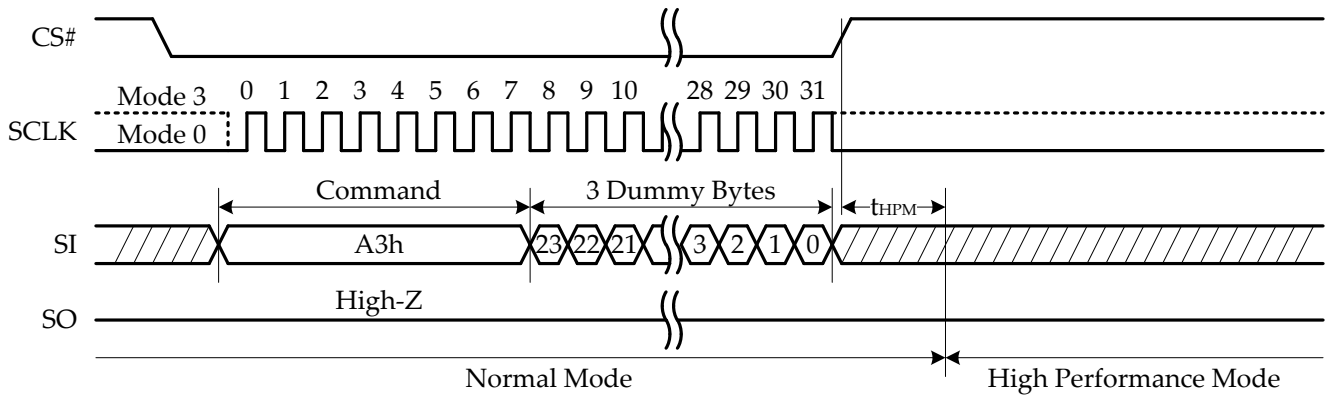 CS#
Mode 3
0 1 2 3 4 5 6 7 8 9 10 28 29 30 31
SCLK
Mode 0
Command
3 Dummy Bytes
tHPM
SI
A3h
23 22 21 3 2 1 0
High-Z
SO
Normal Mode
High Performance Mode